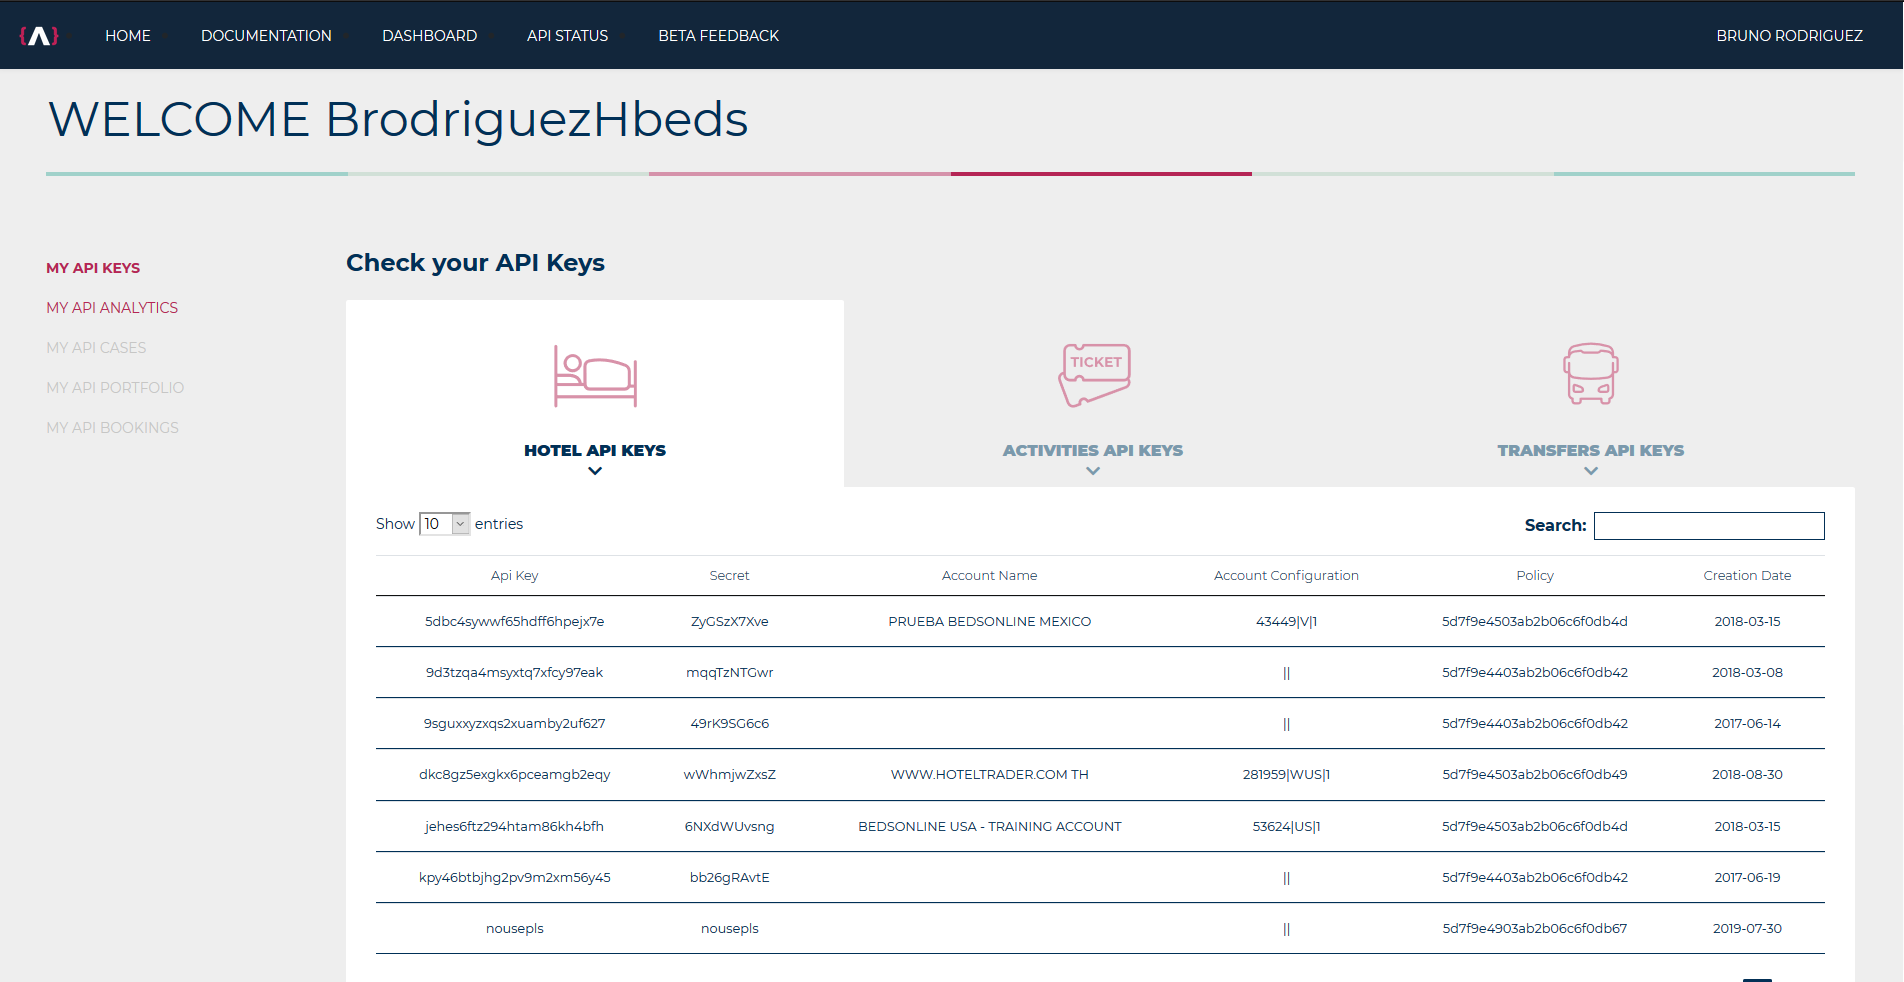 {Λ} HOME DOCUMENTATION DASHBOARD API STATUS BETA FEEDBACK BRUNO RODRIGUEZ
WELCOME BrodriguezHbeds
MY API KEYS
MY API ANALYTICS
MY API CASES
MY API PORTFOLIO
MY API BOOKINGS
Check your API Keys
TICKET
HOTEL API KEYS ACTIVITIES API KEYS TRANSFERS API KEYS
Show 10 entries Search:
Api Key Secret Account Name Account Configuration Policy Creation Date
5dbc4sywwf65hdff6hpejx7e ZyGSzX7Xve PRUEBA BEDSONLINE MEXICO 43449|V|1 5d7f9e4503ab2b06c6f0db4d 2018-03-15
9d3tzqa4msyxtq7xfcy97eak mqqTzNTGwr || 5d7f9e4403ab2b06c6f0db42 2018-03-08
9sguxxyzxqs2xuamby2uf627 49rK9SG6c6 || 5d7f9e4403ab2b06c6f0db42 2017-06-14
dkc8gz5exgkx6pceamgb2eqy wWhmjwZxsZ WWW.HOTELTRADER.COM TH 281959|WUS|1 5d7f9e4503ab2b06c6f0db49 2018-08-30
jehes6ftz294htam86kh4bfh 6NXdWUvsng BEDSONLINE USA - TRAINING ACCOUNT 53624|US|1 5d7f9e4503ab2b06c6f0db4d 2018-03-15
kpy46btbjhg2pv9m2xm56y45 bb26gRAvtE || 5d7f9e4403ab2b06c6f0db42 2017-06-19
nousepls nousepls || 5d7f9e4903ab2b06c6f0db67 2019-07-30